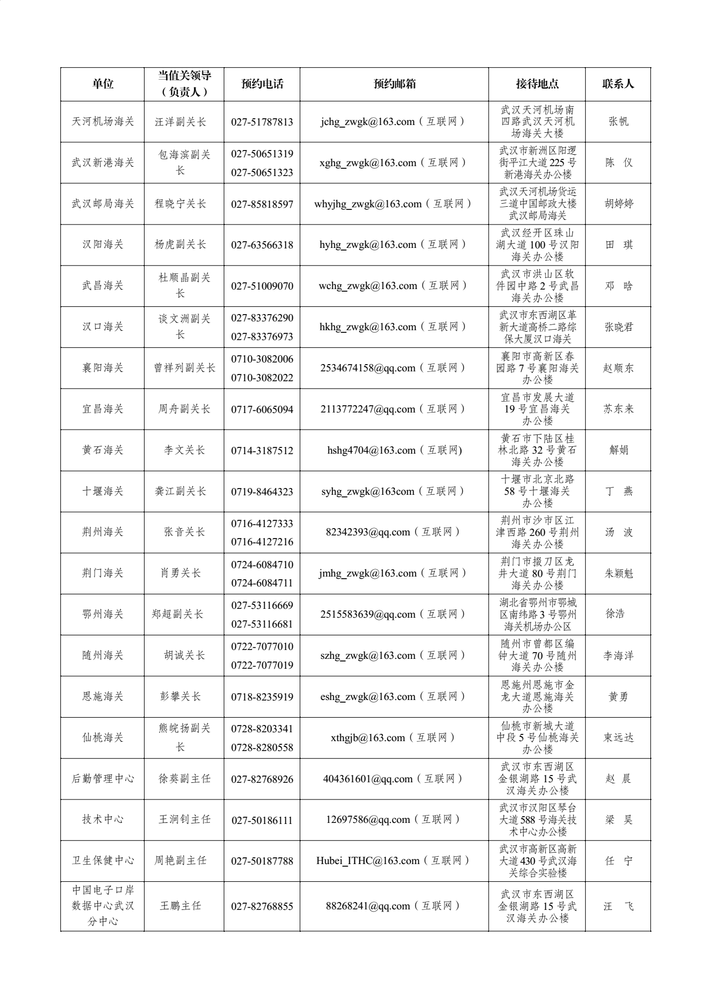 单位
当值关领导
（负责人）
预约电话
预约邮箱
接待地点
联系人
天河机场海关
汪洋副关长
027-51787813
jchg_zwgk@163.com（互联网）
武汉天河机场南
四路武汉天河机
场海关大楼
张帆
武汉新港海关
包海滨副关
长
027-50651319
027-50651323
xghg_zwgk@163.com（互联网）
武汉市新洲区阳逻
街平江大道 225 号
新港海关办公楼
陈 仪
武汉邮局海关
程晓宁关长
027-85818597
whyjhg_zwgk@163.com（互联网）
武汉天河机场货运
三道中国邮政大楼
武汉邮局海关
胡婷婷
汉阳海关
杨虎副关长
027-63566318
hyhg_zwgk@163.com（互联网）
武汉经开区珠山
湖大道 100 号汉阳
海关办公楼
田 琪
武昌海关
杜顺晶副关
长
027-51009070
wchg_zwgk@163.com（互联网）
武汉市洪山区软
件园中路 2 号武昌
海关办公楼
邓 晗
汉口海关
谈文洲副关
长
027-83376290
027-83376973
hkhg_zwgk@163.com（互联网）
武汉市东西湖区革
新大道高桥二路综
保大厦汉口海关
张晓君
襄阳海关
曾祥列副关长
0710-3082006
0710-3082022
2534674158@qq.com（互联网）
襄阳市高新区春
园路 7 号襄阳海关
办公楼
赵顺东
宜昌海关
周舟副关长
0717-6065094
2113772247@qq.com（互联网）
宜昌市发展大道
19 号宜昌海关
办公楼
苏东来
黄石海关
李文关长
0714-3187512
hshg4704@163.com（互联网)
黄石市下陆区桂
林北路 32 号黄石
海关办公楼
解娟
十堰海关
龚江副关长
0719-8464323
syhg_zwgk@163com（互联网）
十堰市北京北路
58 号十堰海关
办公楼
丁 燕
荆州海关
张音关长
0716-4127333
0716-4127216
82342393@qq.com（互联网）
荆州市沙市区江
津西路 260 号荆州
海关办公楼
汤 波
荆门海关
肖勇关长
0724-6084710
0724-6084711
jmhg_zwgk@163.com（互联网）
荆门市掇刀区龙
井大道 80 号荆门
海关办公楼
朱颖魁
鄂州海关
郑超副关长
027-53116669
027-53116681
2515583639@qq.com（互联网）
湖北省鄂州市鄂城
区南纬路 3 号鄂州
海关机场办公区
徐浩
随州海关
胡诚关长
0722-7077010
0722-7077019
szhg_zwgk@163.com（互联网）
随州市曾都区编
钟大道 70 号随州
海关办公楼
李海洋
恩施海关
彭攀关长
0718-8235919
eshg_zwgk@163.com（互联网）
恩施州恩施市金
龙大道恩施海关
办公楼
黄勇
仙桃海关
熊皖扬副关
长
0728-8203341
0728-8280558
xthgjb@163.com（互联网）
仙桃市新城大道
中段 5 号仙桃海关
办公楼
束远达
后勤管理中心
徐葵副主任
027-82768926
404361601@qq.com（互联网）
武汉市东西湖区
金银湖路 15 号武
汉海关办公楼
赵 晨
技术中心
王涧钊主任
027-50186111
12697586@qq.com（互联网）
武汉市汉阳区琴台
大道 588 号海关技
术中心办公楼
梁 昊
卫生保健中心
周艳副主任
027-50187788
Hubei_ITHC@163.com（互联网）
武汉市高新区高新
大道 430 号武汉海
关综合实验楼
任 宁
中国电子口岸
数据中心武汉
分中心
王鹏主任
027-82768855
88268241@qq.com（互联网）
武汉市东西湖区
金银湖路 15 号武
汉海关办公楼
汪 飞